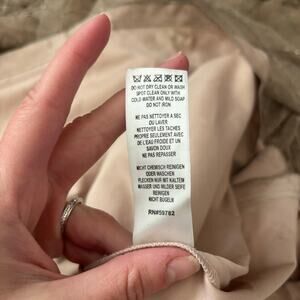 DO NOT DRY CLEAN OR WASH
SPOT CLEAN ONLY WITH
COLD WATER AND MILD SOAP
DO NOT IRON
NE PAS NETTOYER A SEC
OU LAVER
NETTOYER LES TACHES
PROPRE SEULEMENT AVEC
DE L'EAU FROIDE ET UN
SAVON DOUX
NE PAS REPASSER
NICHT CHEMISCH REINIGEN
ODER WASCHEN
FLECKEN NUR MIT KALTEM
WASSER UND MILDER SEIFE
REINIGEN
NICHT BUGELN
RN#59782